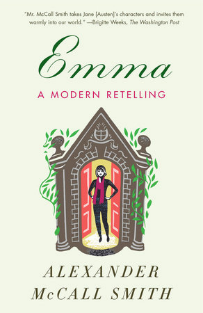 "Mr. McCall Smith takes Jane [Austen]'s characters and invites them
warmly into our world." —Brigitte Weeks, The Washington Post
Emma
A MODERN RETELLING
ALEXANDER
McCALL SMITH